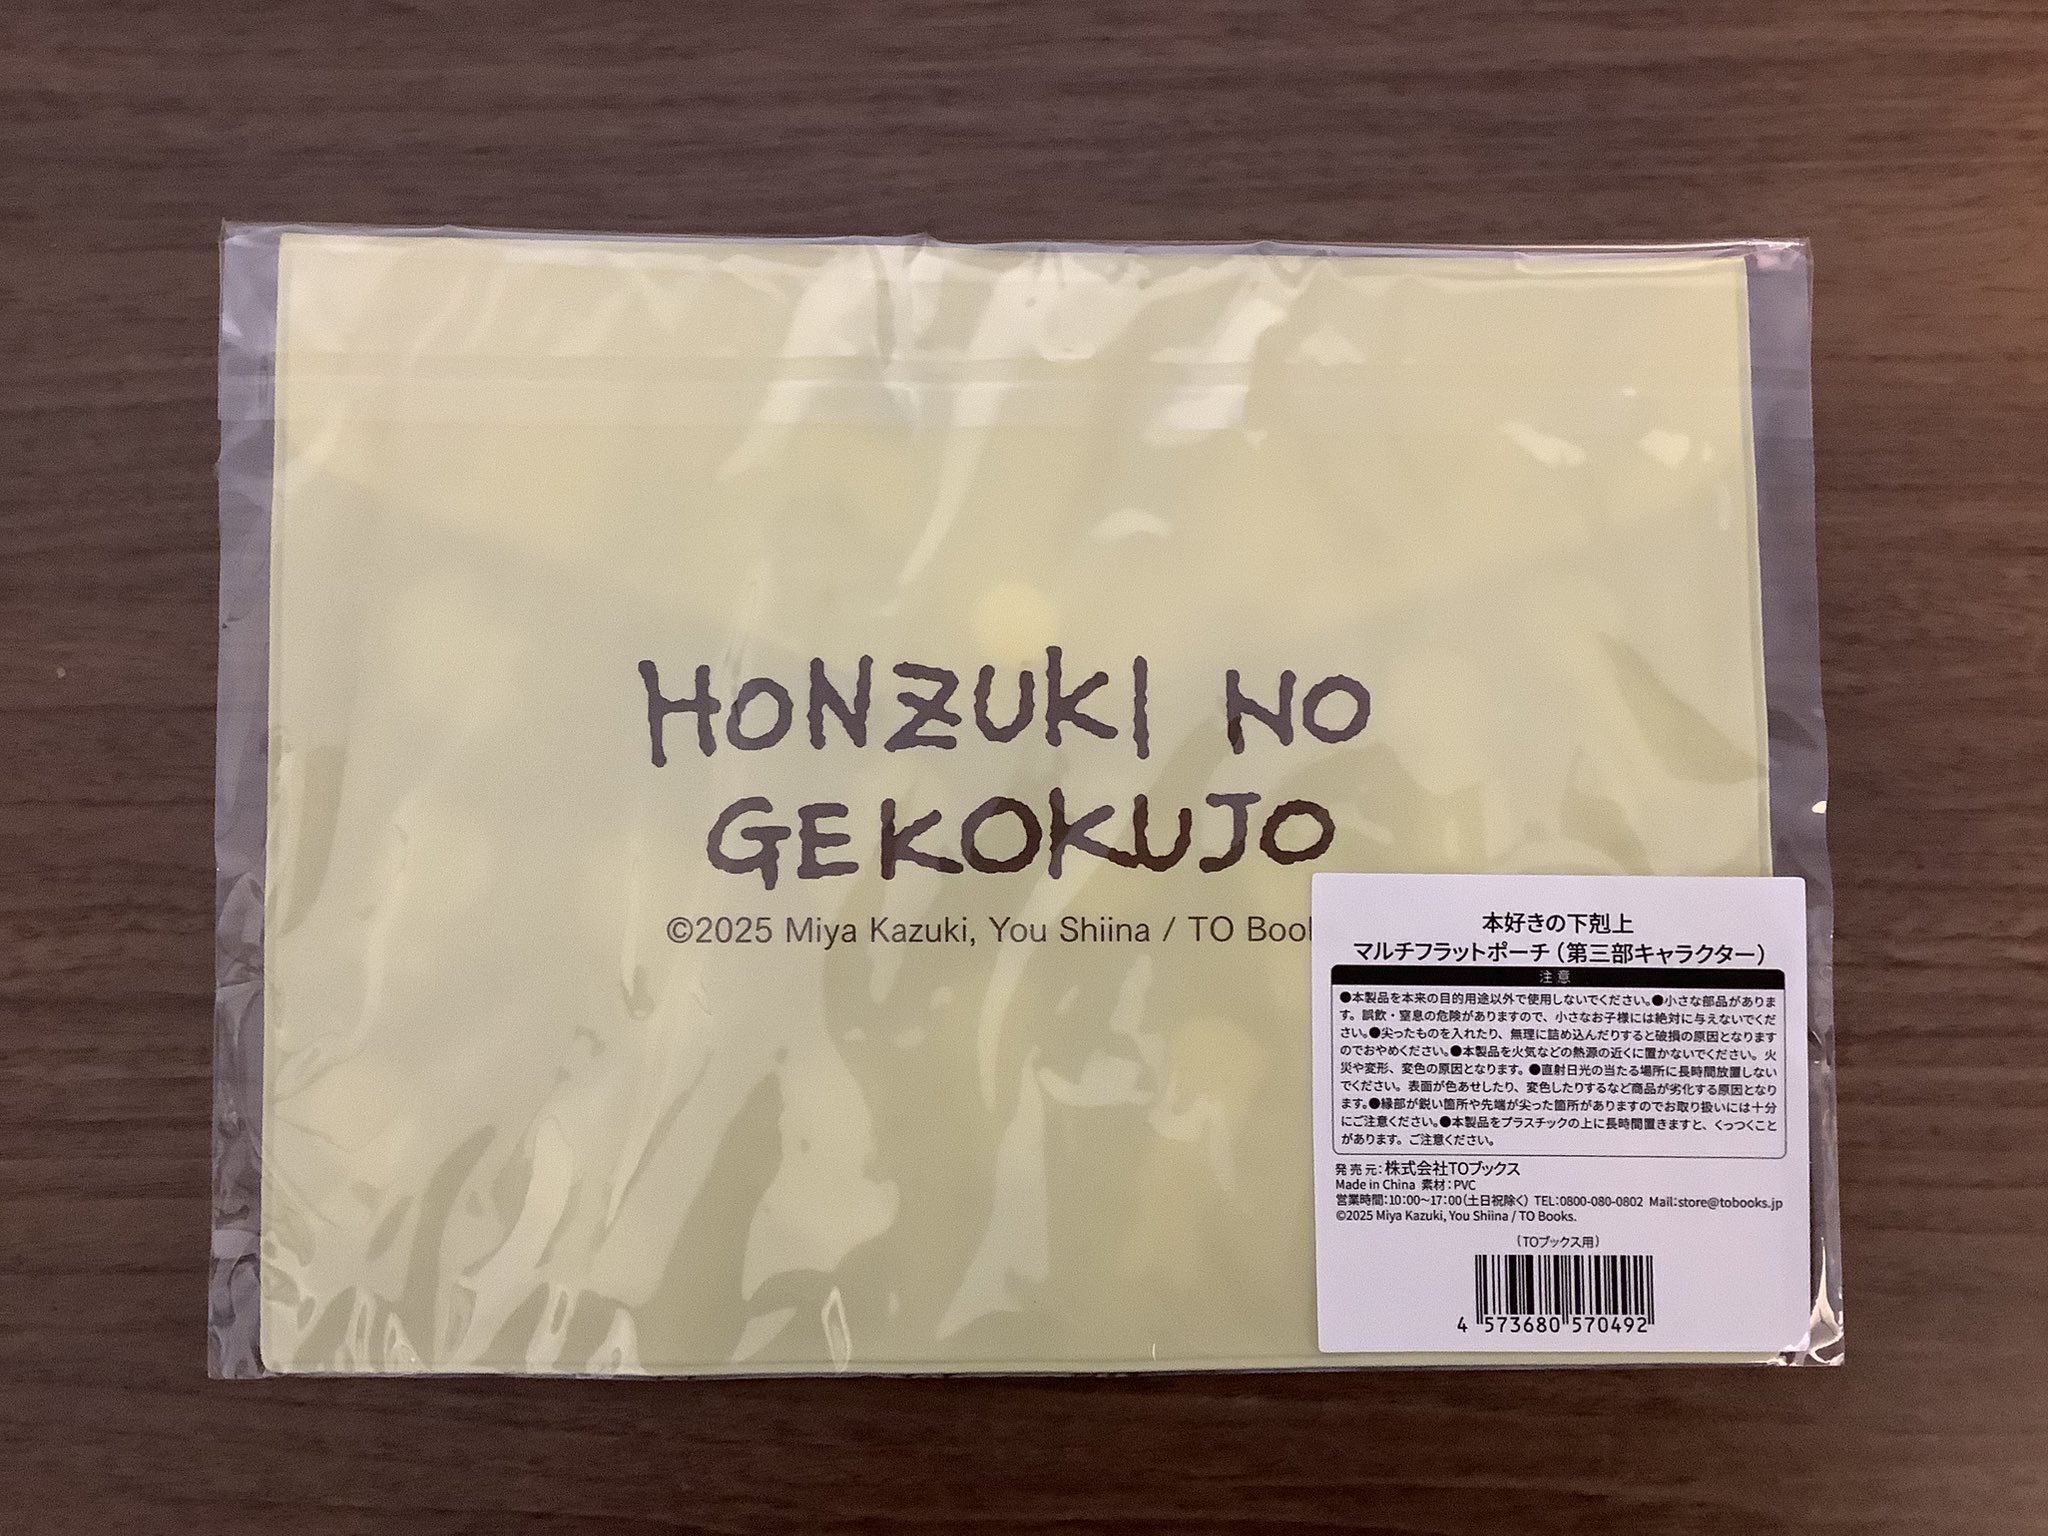 HONZUKI NO
GEKOKUJO
©2025 Miya Kazuki, You Shiina / TO Boo
本好きの下剋上
マルチフラットポーチ（第三部キャラクター）
注意
●本製品を本来の目的用途以外で使用しないでください。●小さな部品がありま
す。誤飲・窒息の危険がありますので、小さなお子様には絶対に与えないでくだ
さい。●尖ったものを入れたり、無理に詰め込んだりすると破損の原因となります
のでおやめください。●本製品を火気などの熱源の近くに置かないでください。火
災や変形、変色の原因となります。●直射日光の当たる場所に長時間放置しない
でください。表面が色あせしたり、変色したりするなど商品が劣化する原因となり
ます。●縁部が鋭い箇所や先端が尖った箇所がありますのでお取り扱いには十分
にご注意ください。●本製品をプラスチックの上に長時間置きますと、くっつくこと
があります。ご注意ください。
発売元：株式会社TOブックス
Made in China 素材：PVC
営業時間：10：00～17：00（土日祝除く） TEL：0800-080-0802 Mail：store@tobooks.jp
©2025 Miya Kazuki, You Shiina / TO Books.
（TOブックス用）
4 573680 570492